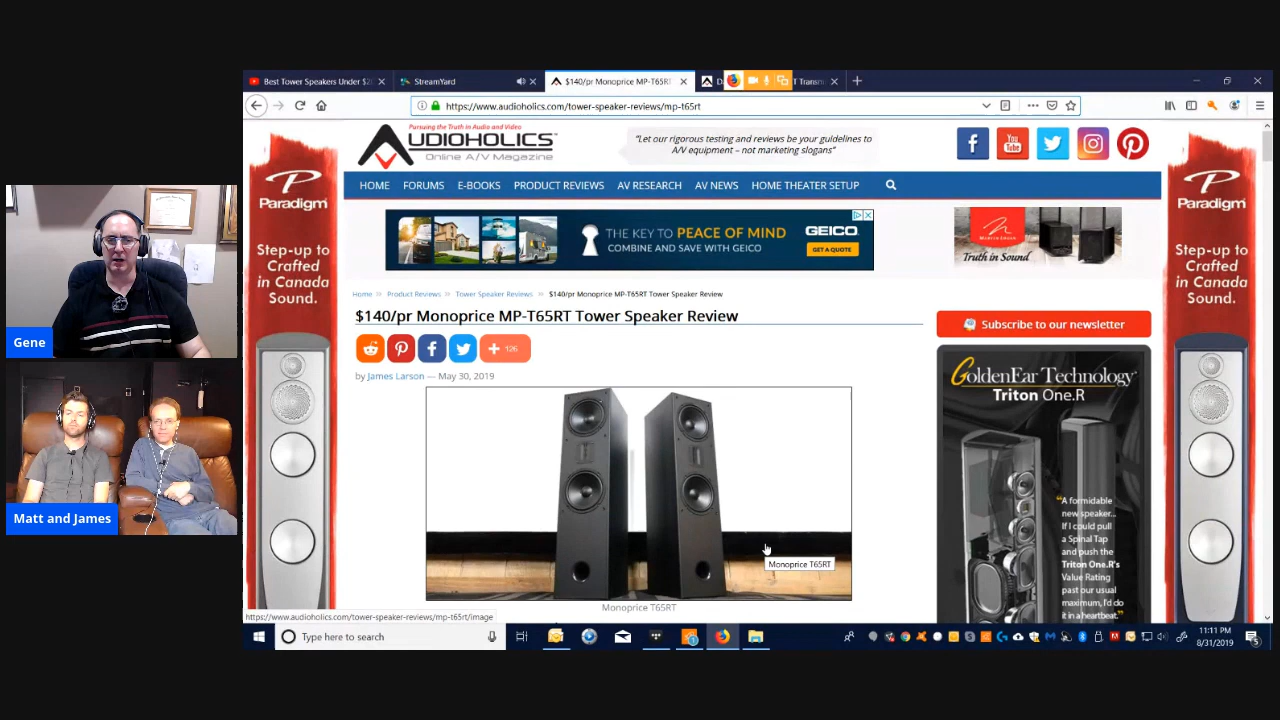 Best Tower Speakers Under $2
StreamYard
$140/pr Monoprice MP-T65RT
T Transm
https://www.audioholics.com/tower-speaker-reviews/mp-t65rt
Pursuing the Truth in Audio and Video
AUDIOHOLICS
Online A/V Magazine
"Let our rigorous testing and reviews be your guidelines to
A/V equipment – not marketing slogans"
HOME
FORUMS
E-BOOKS
PRODUCT REVIEWS
AV RESEARCH
AV NEWS
HOME THEATER SETUP
Paradigm
Step-up to
Crafted
in Canada
Sound.
THE KEY TO PEACE OF MIND
COMBINE AND SAVE WITH GEICO
GEICO
GET A QUOTE
MARTIN LOGAN
Truth in Sound
Paradigm
Step-up to
Crafted
in Canada
Sound.
Home » Product Reviews » Tower Speaker Reviews » $140/pr Monoprice MP-T65RT Tower Speaker Review
$140/pr Monoprice MP-T65RT Tower Speaker Review
126
by James Larson — May 30, 2019
Subscribe to our newsletter
GoldenEar Technology
Triton One.R
"A formidable
new speaker...
If I could pull
a Spinal Tap
and push the
Triton One.R's
Value Rating
past our usual
maximum, I'd do
it in a heartbeat."
Monoprice T65RT
Monoprice T65RT
https://www.audioholics.com/tower-speaker-reviews/mp-t65rt/image
Gene
Matt and James
Type here to search
11:11 PM
8/31/2019